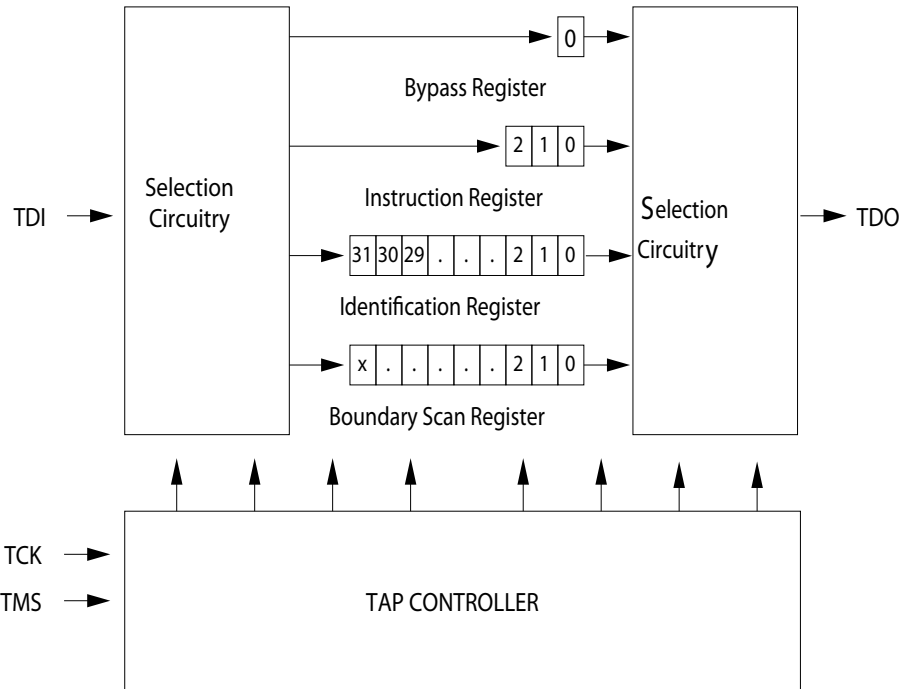 0
Bypass Register
2 1 0
Instruction Register
Selection
Circuitry
TDI
Selection
Circuitry
TDO
31 30 29 . . . 2 1 0
Identification Register
x . . . . . 2 1 0
Boundary Scan Register
TCK
TMS
TAP CONTROLLER